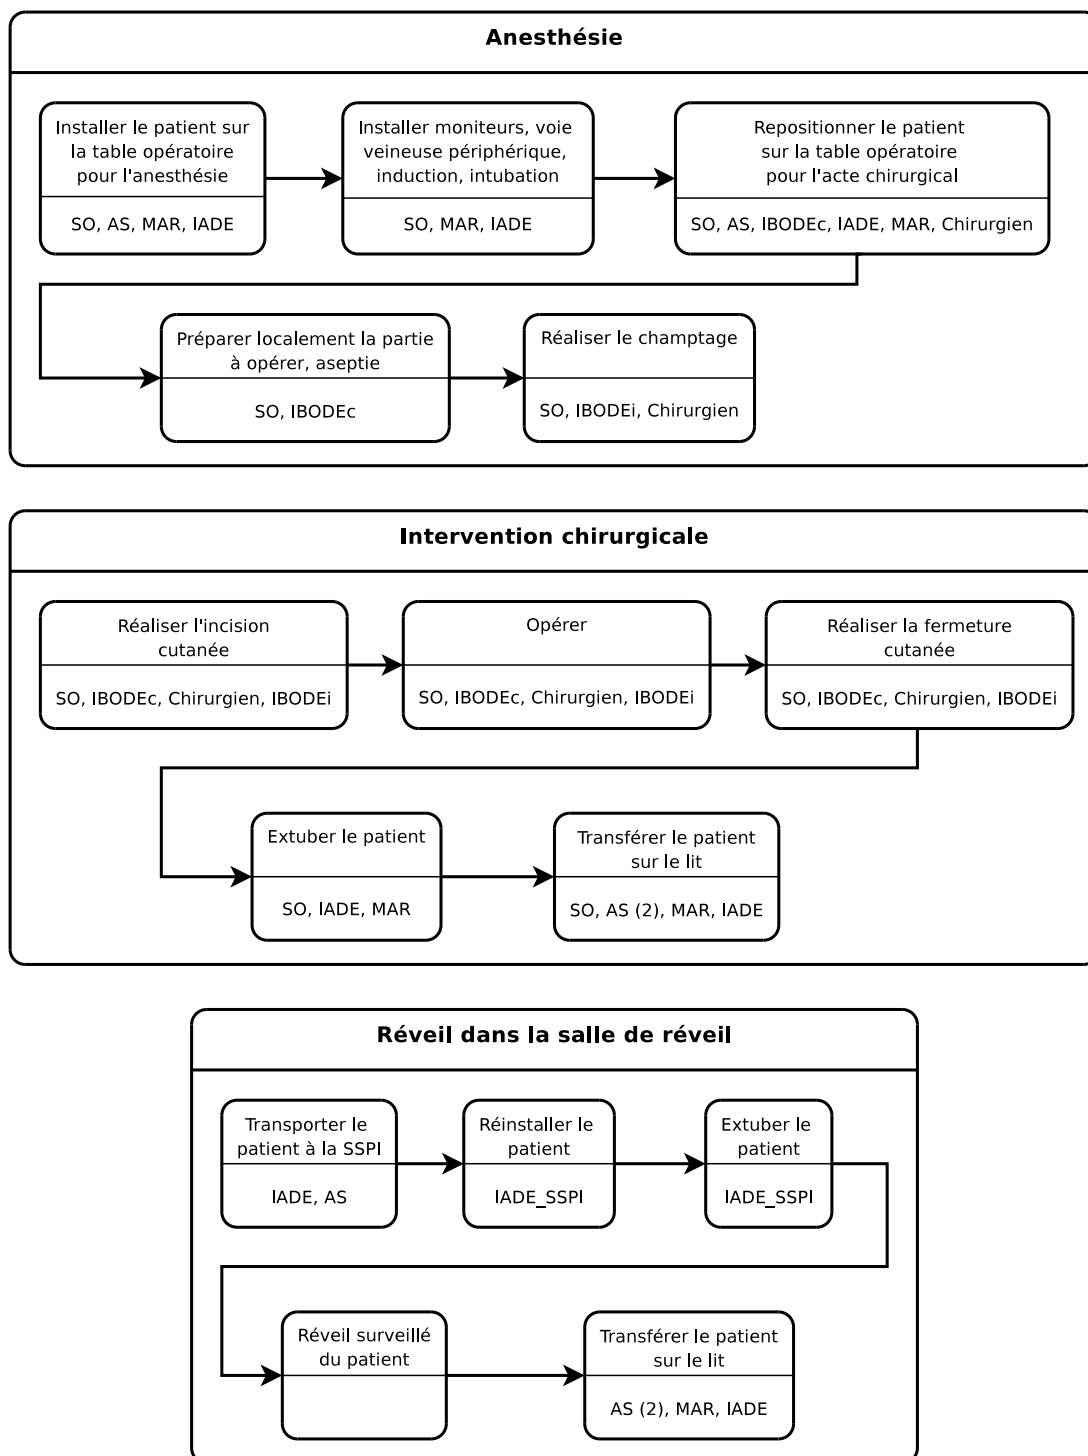 Anesthésie
Installer le patient sur
la table opératoire
pour l'anesthésie
SO, AS, MAR, IADE
Installer moniteurs, voie
veineuse périphérique,
induction, intubation
SO, MAR, IADE
Repositionner le patient
sur la table opératoire
pour l'acte chirurgical
SO, AS, IBODEc, IADE, MAR, Chirurgien
Préparer localement la partie
à opérer, aseptie
SO, IBODEc
Réaliser le champtage
SO, IBODEi, Chirurgien
Intervention chirurgicale
Réaliser l'incision
cutanée
SO, IBODEc, Chirurgien, IBODEi
Opérer
SO, IBODEc, Chirurgien, IBODEi
Réaliser la fermeture
cutanée
SO, IBODEc, Chirurgien, IBODEi
Extuber le patient
SO, IADE, MAR
Transférer le patient
sur le lit
SO, AS (2), MAR, IADE
Réveil dans la salle de réveil
Transporter le
patient à la SSPI
IADE, AS
Réinstaller le
patient
IADE_SSPI
Extuber le
patient
IADE_SSPI
Réveil surveillé
du patient
Transférer le patient
sur le lit
AS (2), MAR, IADE